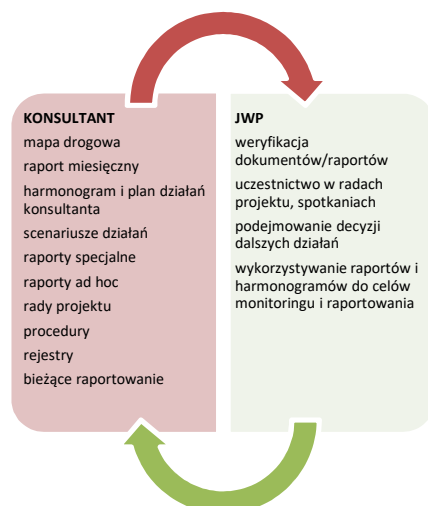 KONSULTANT
mapa drogowa
raport miesięczny
harmonogram i plan działań
konsultanta
scenariusze działań
raporty specjalne
raporty ad hoc
rady projektu
procedury
rejestry
bieżące raportowanie
JWP
weryfikacja
dokumentów/raportów
uczestnictwo w radach
projektu, spotkaniach
podejmowanie decyzji
dalszych działań
wykorzystywanie raportów i
harmonogramów do celów
monitoringu i raportowania